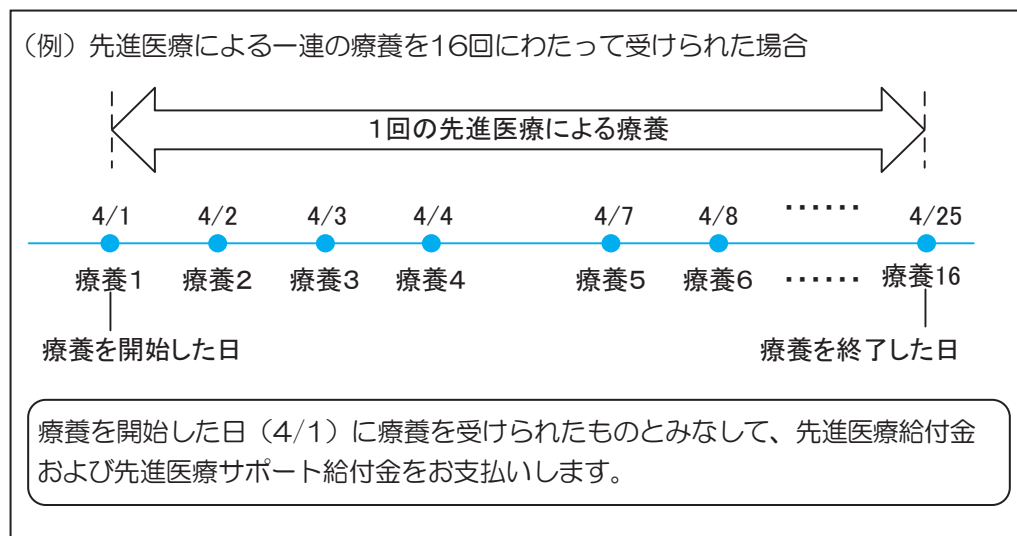 （例）先進医療による一連の療養を16回にわたって受けられた場合
1回の先進医療による療養
4/1 4/2 4/3 4/4 4/7 4/8 ‥‥‥ 4/25
療養1 療養2 療養3 療養4 療養5 療養6 ‥‥‥ 療養16
療養を開始した日 療養を終了した日
療養を開始した日（4/1）に療養を受けられたものとみなして、先進医療給付金
および先進医療サポート給付金をお支払いします。